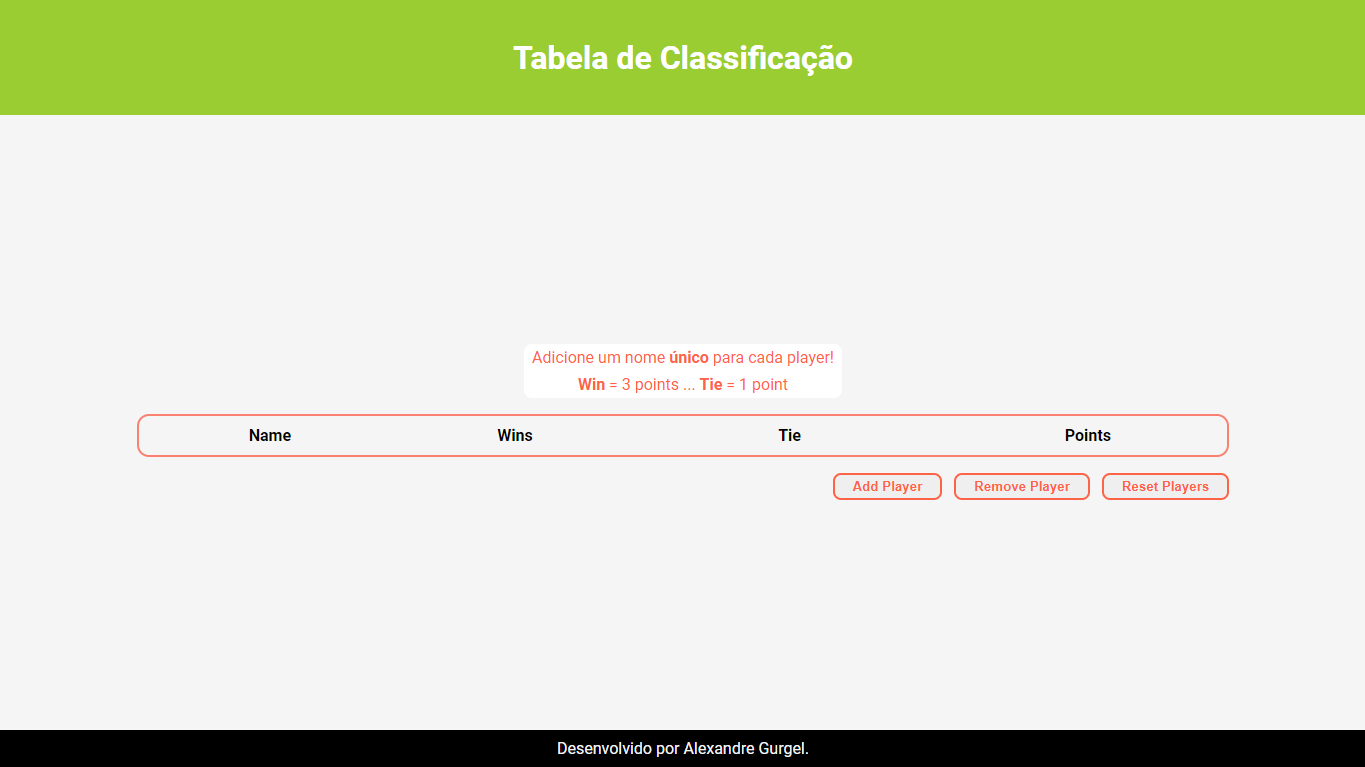 Tabela de Classificação
Adicione um nome único para cada player!
Win = 3 points ... Tie = 1 point
Name Wins Tie Points
Add Player Remove Player Reset Players
Desenvolvido por Alexandre Gurgel.